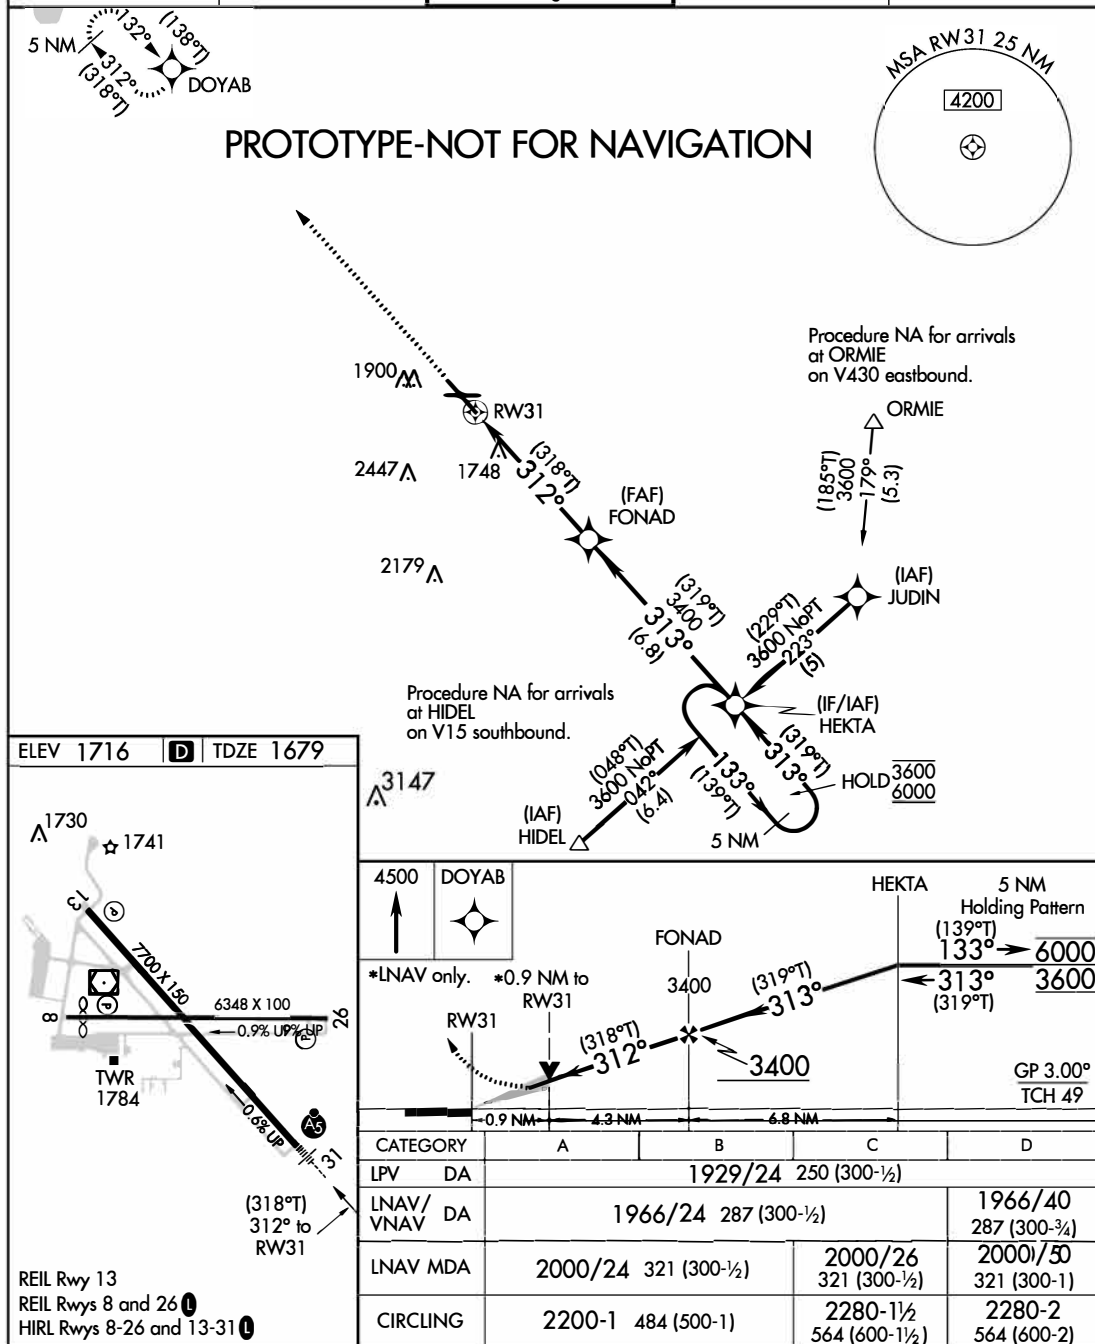 5 NM
132°
(138°T)
312°
(318°T)
DOYAB
MSA RW31 25 NM
4200
PROTOTYPE-NOT FOR NAVIGATION
Procedure NA for arrivals
at ORMIE
on V430 eastbound.
ORMIE
1900
RW31
(185°T)
3600
179°
(5.3)
2447
1748
(318°T)
312°
(FAF)
FONAD
2179
(IAF)
JUDIN
(319°T)
3400
313°
(6.8)
(229°T)
3600 NoPT
223°
(5)
Procedure NA for arrivals
at HIDEL
on V15 southbound.
(IF/IAF)
HEKTA
(319°T)
313°
133°
(139°T)
HOLD 3600
6000
5 NM
(048°T)
3600 NoPT
042°
(6.4)
(IAF)
HIDEL
3147
ELEV 1716 D TDZE 1679
1730
1741
13
P
7700 X 150
P
8
6348 X 100
26
0.9% UP
P
TWR
1784
0.6% UP
A5
31
(318°T)
312° to
RW31
REIL Rwy 13
REIL Rwys 8 and 26 L
HIRL Rwys 8-26 and 13-31 L
4500
DOYAB
HEKTA
5 NM
Holding Pattern
(139°T)
133° 6000
313° 3600
(319°T)
*LNAV only.
*0.9 NM to
RW31
RW31
FONAD
3400
(319°T)
313°
(318°T)
312°
3400
GP 3.00°
TCH 49
0.9 NM 4.3 NM 6.8 NM
CATEGORY A B C D
LPV DA 1929/24 250 (300-½)
LNAV/
VNAV DA 1966/24 287 (300-½) 1966/40
287 (300-¾)
LNAV MDA 2000/24 321 (300-½) 2000/26
321 (300-½) 2000/50
321 (300-1)
CIRCLING 2200-1 484 (500-1) 2280-1½
564 (600-1½) 2280-2
564 (600-2)